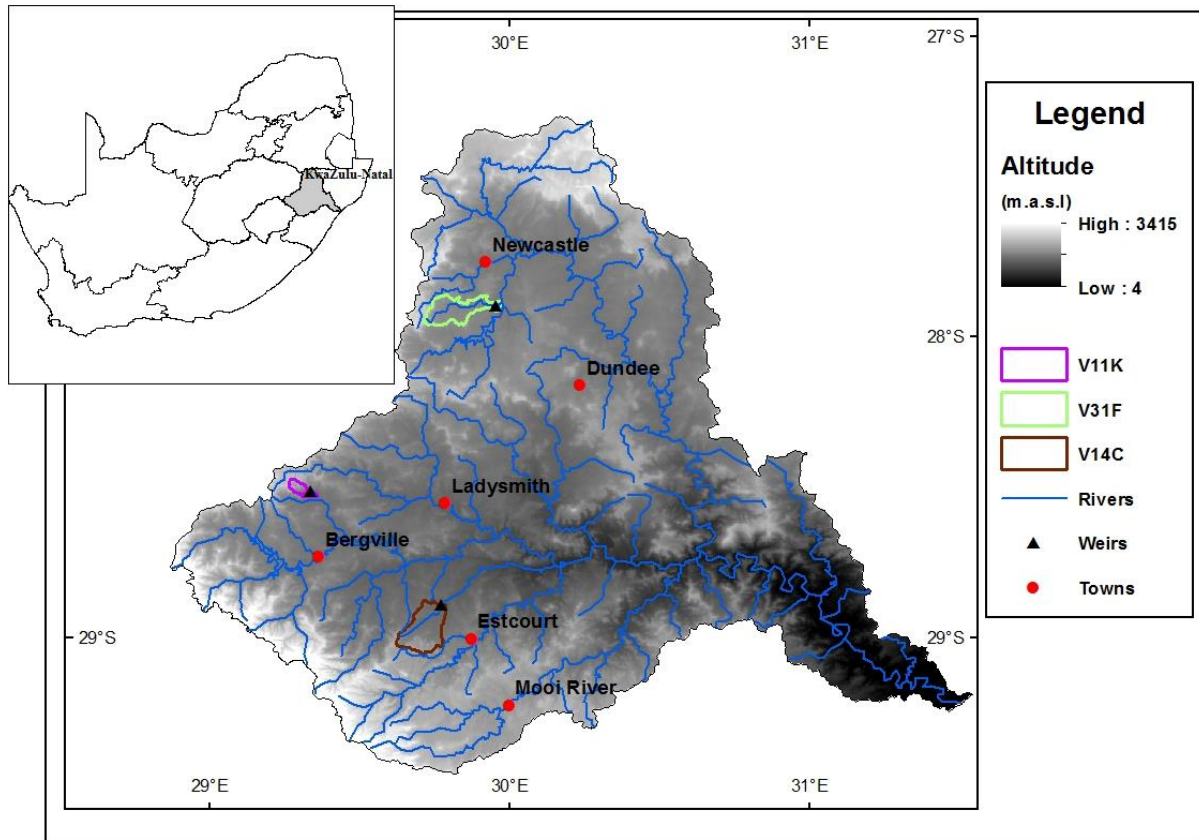 KwaZulu-Natal
30°E
31°E
27°S
28°S
29°S
29°S
29°E
30°E
31°E
Newcastle
Dundee
Ladysmith
Bergville
Estcourt
Mooi River
Legend
Altitude
(m.a.s.l)
High : 3415
Low : 4
V11K
V31F
V14C
Rivers
Weirs
Towns